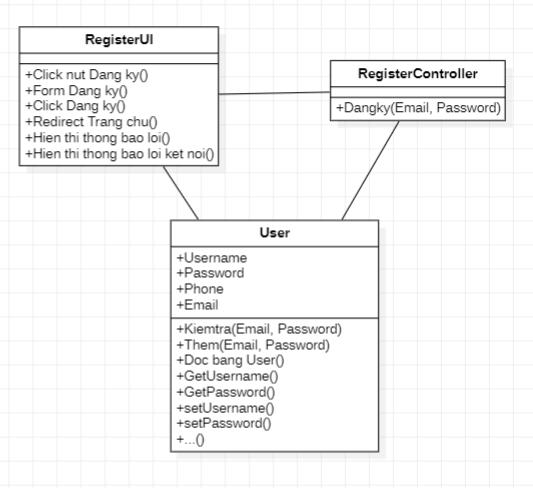 RegisterUI
+Click nut Dang ky()
+Form Dang ky()
+Click Dang ky()
+Redirect Trang chu()
+Hien thi thong bao loi()
+Hien thi thong bao loi ket noi()
RegisterController
+Dangky(Email, Password)
User
+Username
+Password
+Phone
+Email
+Kiemtra(Email, Password)
+Them(Email, Password)
+Doc bang User()
+GetUsername()
+GetPassword()
+setUsername()
+setPassword()
+...()